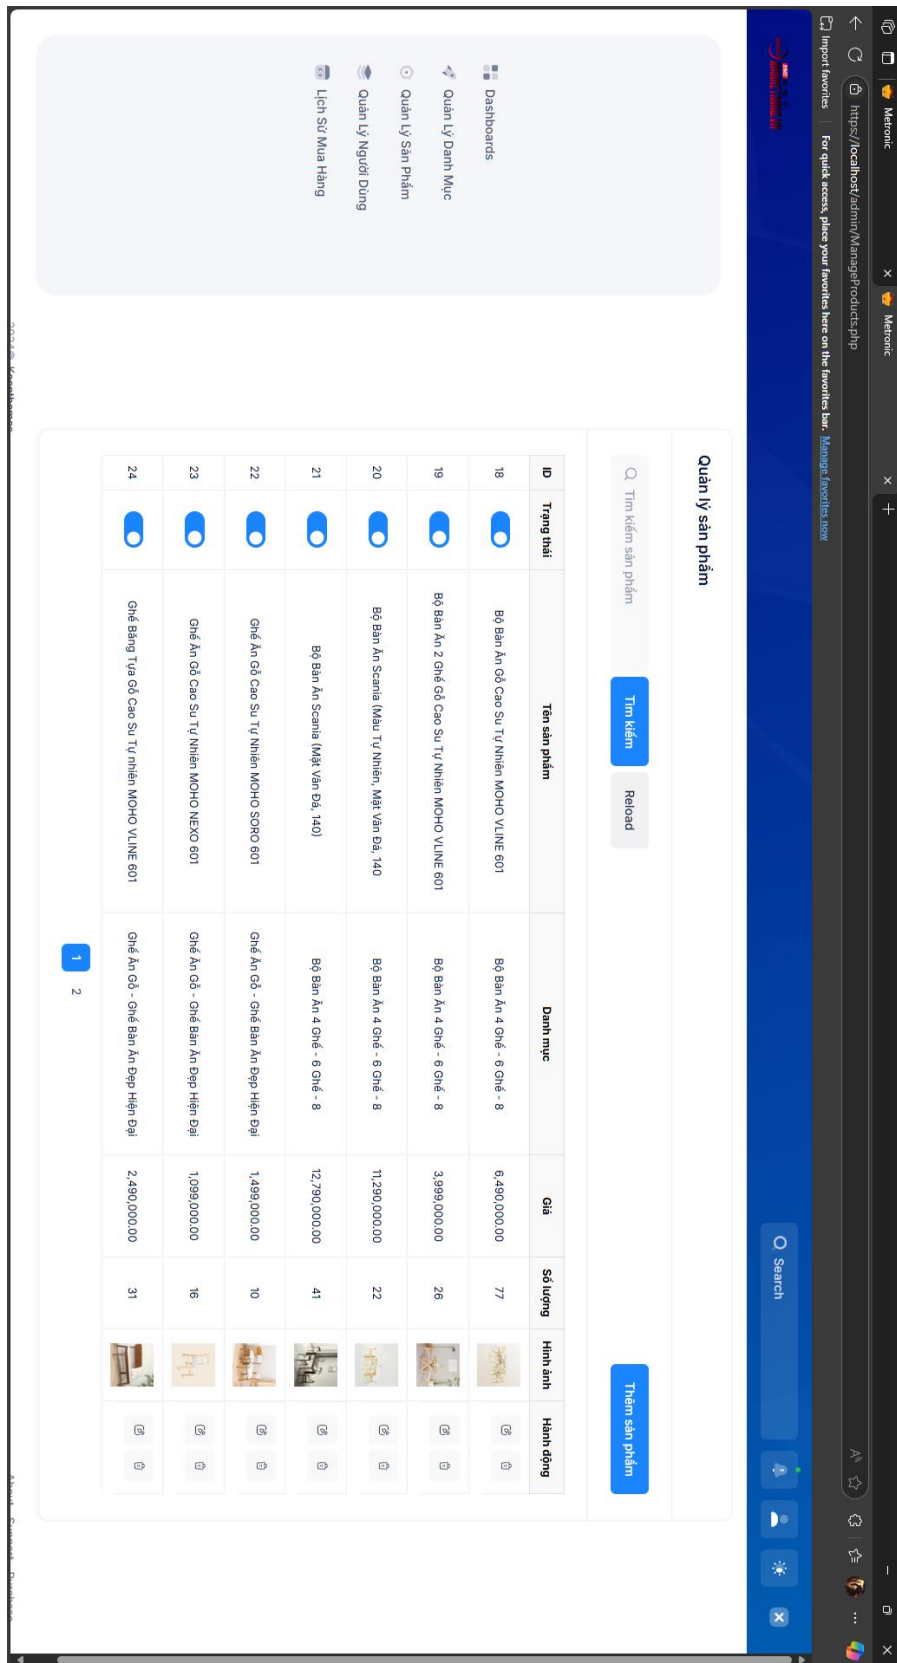 Metronic
Metronic
https://localhost/admin/ManageProducts.php
Import favorites
For quick access, place your favorites here on the favorites bar. Manage favorites now
Search
Dashboards
Quản Lý Danh Mục
Quản Lý Sản Phẩm
Quản Lý Người Dùng
Lịch Sử Mua Hàng
Quản lý sản phẩm
Tìm kiếm sản phẩm
Tìm kiếm
Reload
Thêm sản phẩm
ID Trạng thái Tên sản phẩm Danh mục Giá Số lượng Hình ảnh Hành động
18 Bộ Bàn Ăn Gỗ Cao Su Tự Nhiên MOHO VLINE 601 Bộ Bàn Ăn 4 Ghế - 6 Ghế - 8 6,490,000.00 77
19 Bộ Bàn Ăn 2 Ghế Gỗ Cao Su Tự Nhiên MOHO VLINE 601 Bộ Bàn Ăn 4 Ghế - 6 Ghế - 8 3,999,000.00 26
20 Bộ Bàn Ăn Scania (Màu Tự Nhiên, Mặt Vân Đá, 140 Bộ Bàn Ăn 4 Ghế - 6 Ghế - 8 11,290,000.00 22
21 Bộ Bàn Ăn Scania (Mặt Vân Đá, 140) Bộ Bàn Ăn 4 Ghế - 6 Ghế - 8 12,790,000.00 41
22 Ghế Ăn Gỗ Cao Su Tự Nhiên MOHO SORO 601 Ghế Ăn Gỗ - Ghế Bàn Ăn Đẹp Hiện Đại 1,499,000.00 10
23 Ghế Ăn Gỗ Cao Su Tự Nhiên MOHO NEXO 601 Ghế Ăn Gỗ - Ghế Bàn Ăn Đẹp Hiện Đại 1,099,000.00 16
24 Ghế Băng Tựa Gỗ Cao Su Tự nhiên MOHO VLINE 601 Ghế Ăn Gỗ - Ghế Bàn Ăn Đẹp Hiện Đại 2,490,000.00 31
1 2